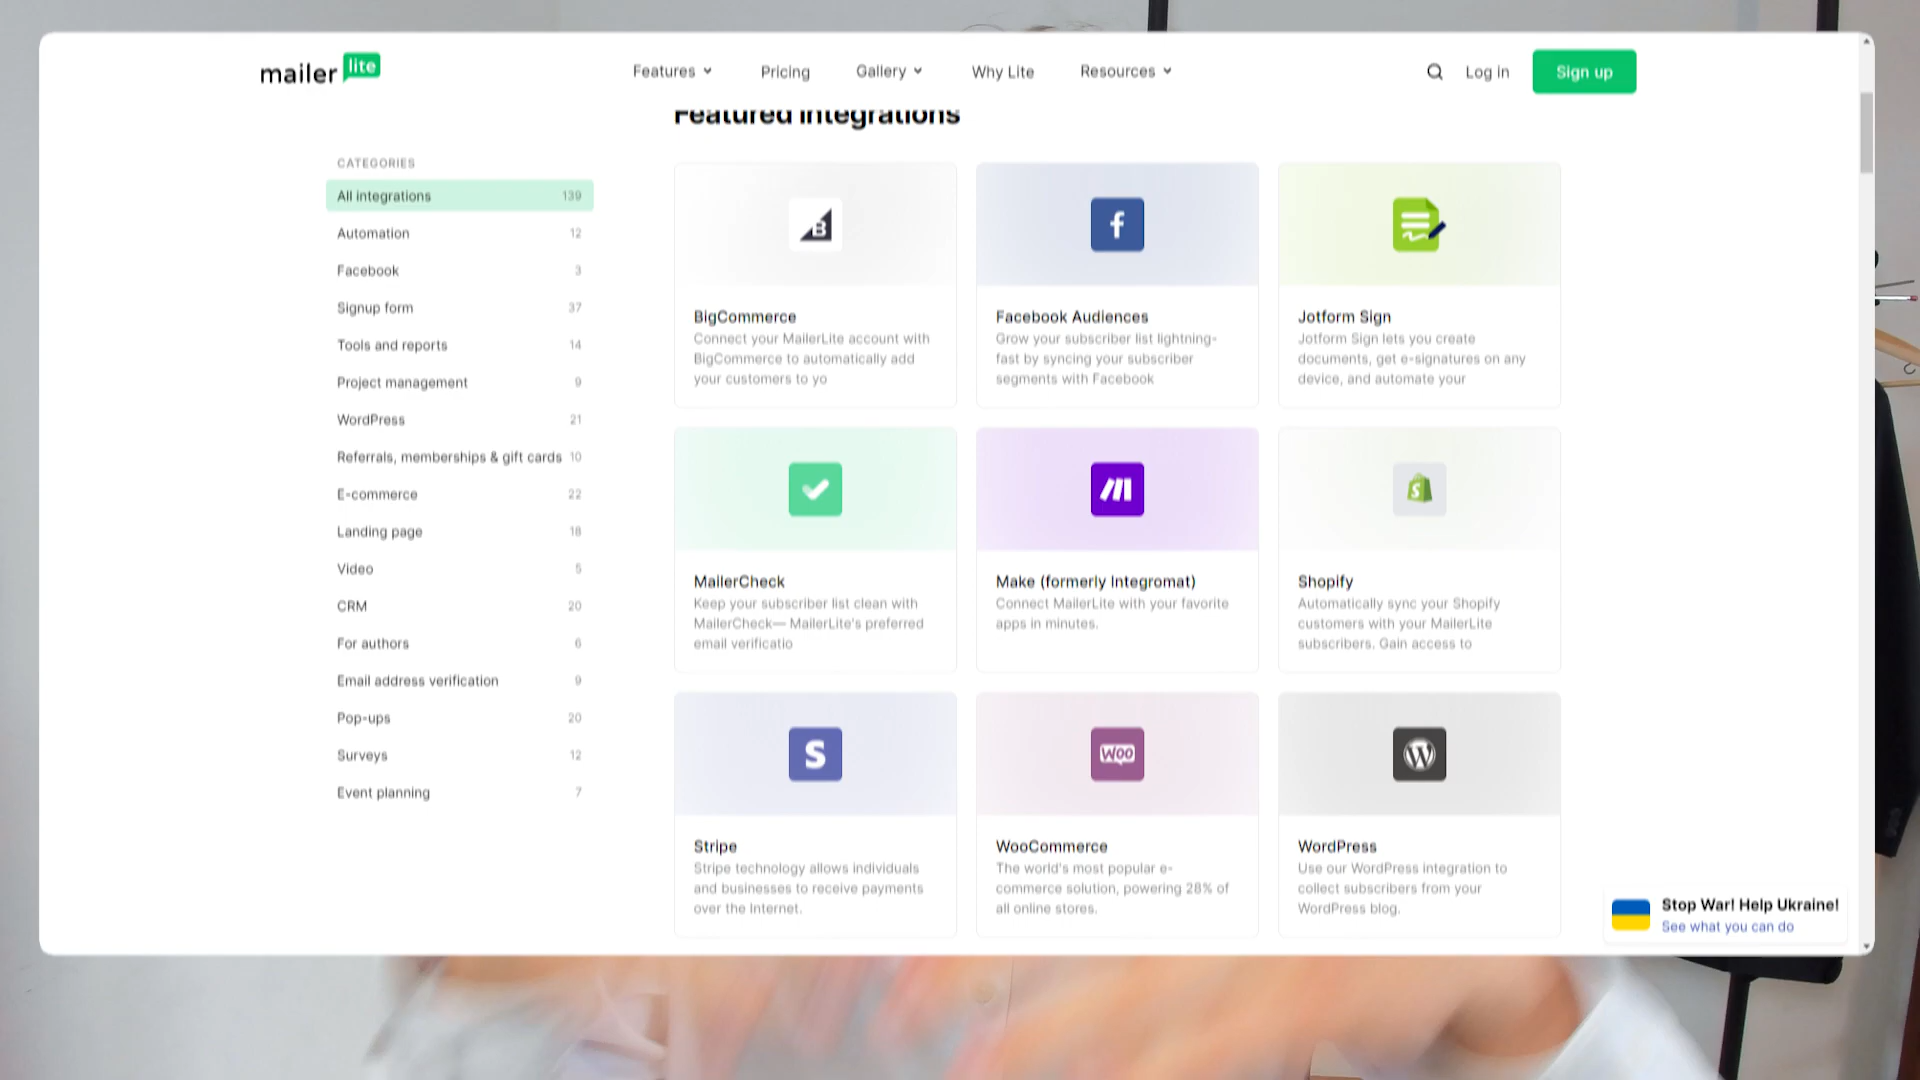 mailer lite
Features
Pricing
Gallery
Why Lite
Resources
Log in
Sign up
Featured integrations
CATEGORIES
All integrations 139
Automation 12
Facebook 3
Signup form 37
Tools and reports 14
Project management 9
WordPress 21
Referrals, memberships & gift cards 10
E-commerce 22
Landing page 18
Video 5
CRM 20
For authors 6
Email address verification 9
Pop-ups 20
Surveys 12
Event planning 7
B
BigCommerce
Connect your MailerLite account with
BigCommerce to automatically add
your customers to yo
f
Facebook Audiences
Grow your subscriber list lightning-
fast by syncing your subscriber
segments with Facebook
Jotform Sign
Jotform Sign lets you create
documents, get e-signatures on any
device, and automate your
MailerCheck
Keep your subscriber list clean with
MailerCheck— MailerLite's preferred
email verificatio
Make (formerly Integromat)
Connect MailerLite with your favorite
apps in minutes.
S
Shopify
Automatically sync your Shopify
customers with your MailerLite
subscribers. Gain access to
S
Stripe
Stripe technology allows individuals
and businesses to receive payments
over the Internet.
Woo
WooCommerce
The world's most popular e-
commerce solution, powering 28% of
all online stores.
W
WordPress
Use our WordPress integration to
collect subscribers from your
WordPress blog.
Stop War! Help Ukraine!
See what you can do